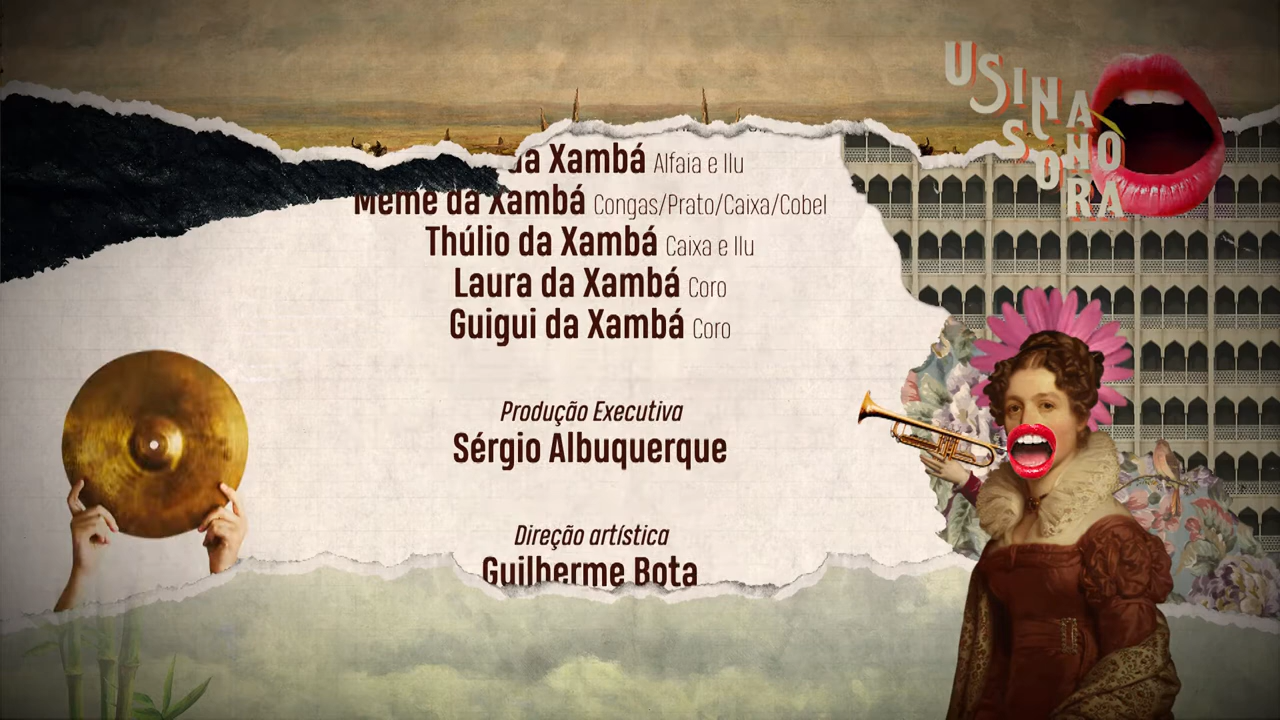 USINA
SONORA
da Xambá Alfaia e Ilu
Memé da Xambá Congas/Prato/Caixa/Cobel
Thúlio da Xambá Caixa e Ilu
Laura da Xambá Coro
Guigui da Xambá Coro
Produção Executiva
Sérgio Albuquerque
Direção artística
Guilherme Bota